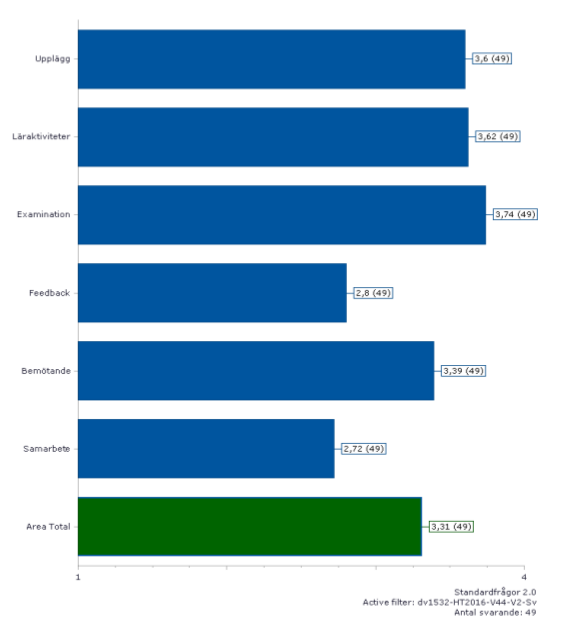 Upplägg
3,6 (49)
Läraktiviteter
3,62 (49)
Examination
3,74 (49)
Feedback
2,8 (49)
Bemötande
3,39 (49)
Samarbete
2,72 (49)
Area Total
3,31 (49)
1
4
Standardfrågor 2.0
Active filter: dv1532-HT2016-V44-V2-Sv
Antal svarande: 49